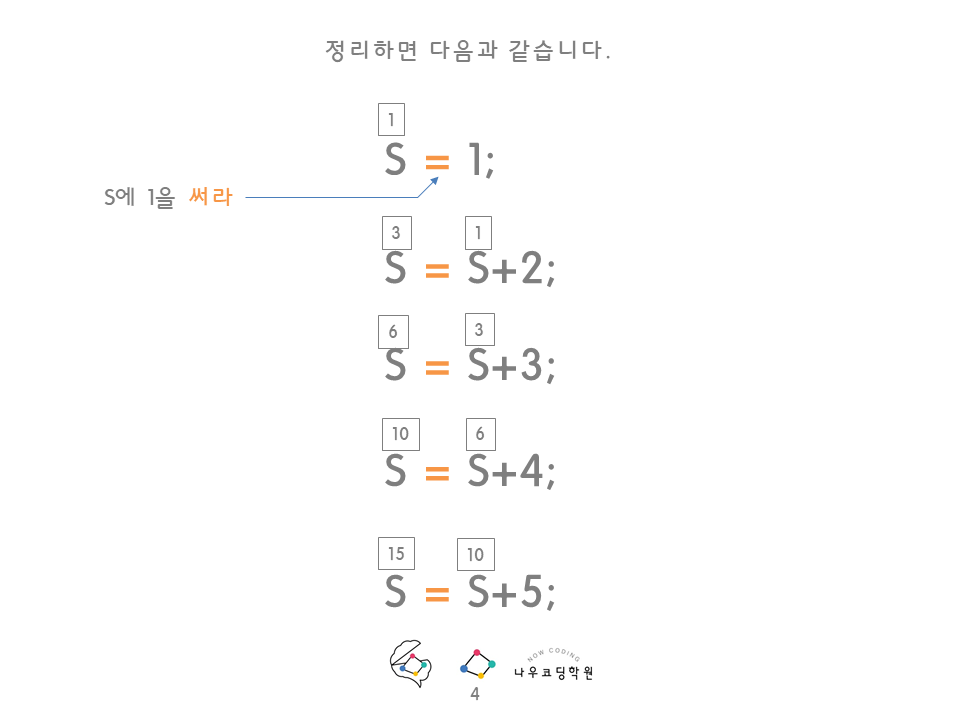 정리하면 다음과 같습니다.
1
S = 1;
S에 1을 써라
3 1
S = S+2;
6 3
S = S+3;
10 6
S = S+4;
15 10
S = S+5;
NOW CODING
나우코딩학원
4